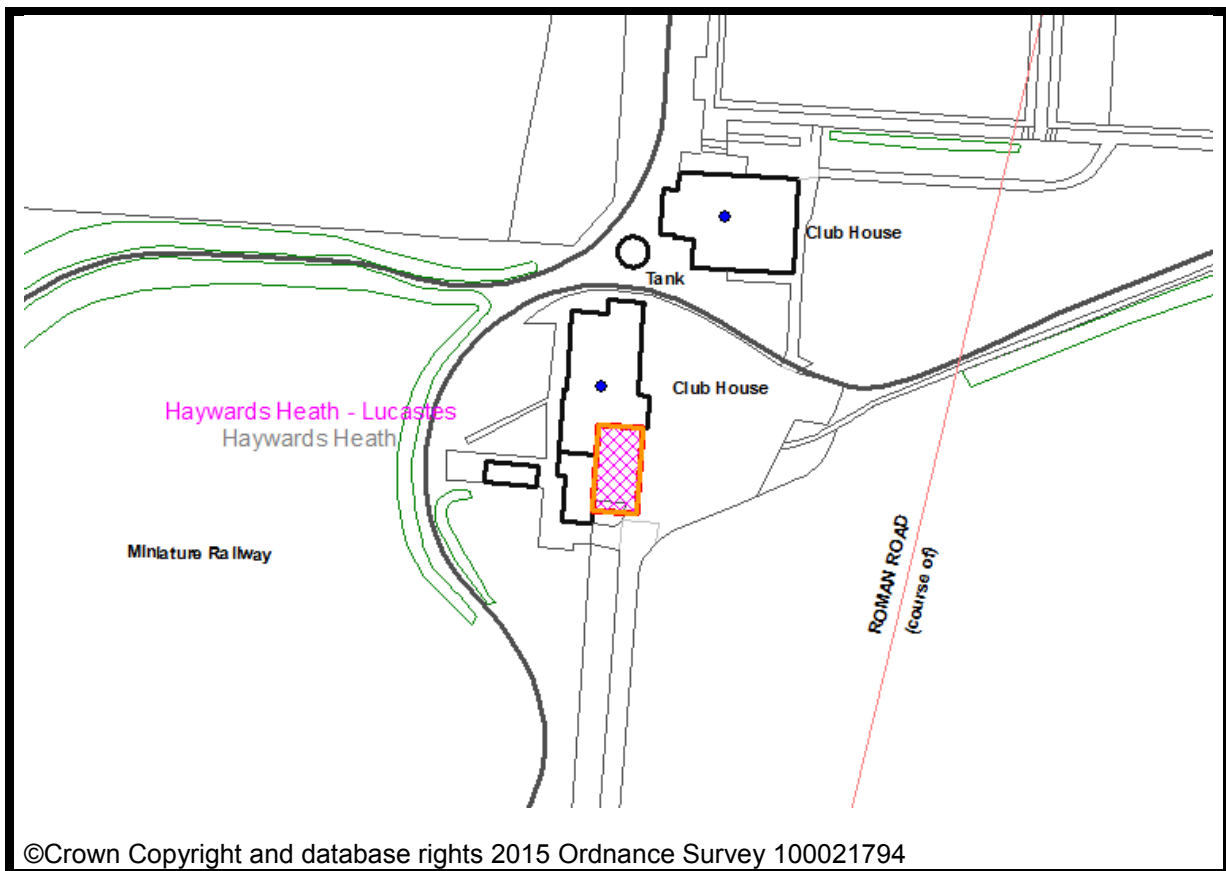 Club House
Tank
Club House
Haywards Heath - Lucastes
Haywards Heath
Miniature Railway
ROMAN ROAD
(course of)
©Crown Copyright and database rights 2015 Ordnance Survey 100021794